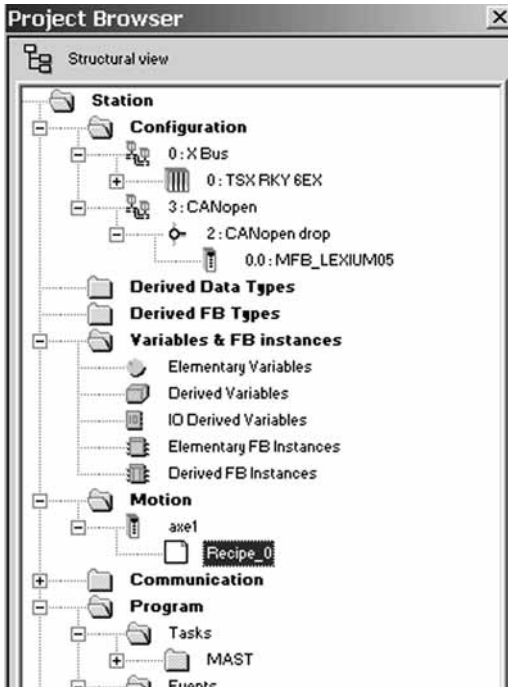 Project Browser
Structural view
Station
Configuration
0 : X Bus
0 : TSX RKY 6EX
3 : CANopen
2 : CANopen drop
0.0 : MFB_LEXIUM05
Derived Data Types
Derived FB Types
Variables & FB instances
Elementary Variables
Derived Variables
IO Derived Variables
Elementary FB Instances
Derived FB Instances
Motion
axe1
Recipe_0
Communication
Program
Tasks
MAST
Events